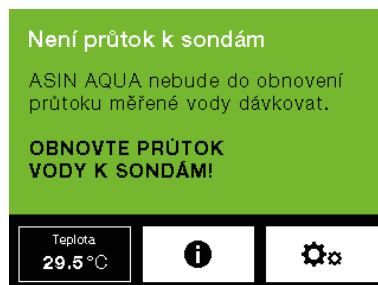 Není průtok k sondám
ASIN AQUA nebude do obnovení
průtoku měřené vody dávkovat.
OBNOVTE PRŮTOK
VODY K SONDÁM!
Teplota
29.5°C